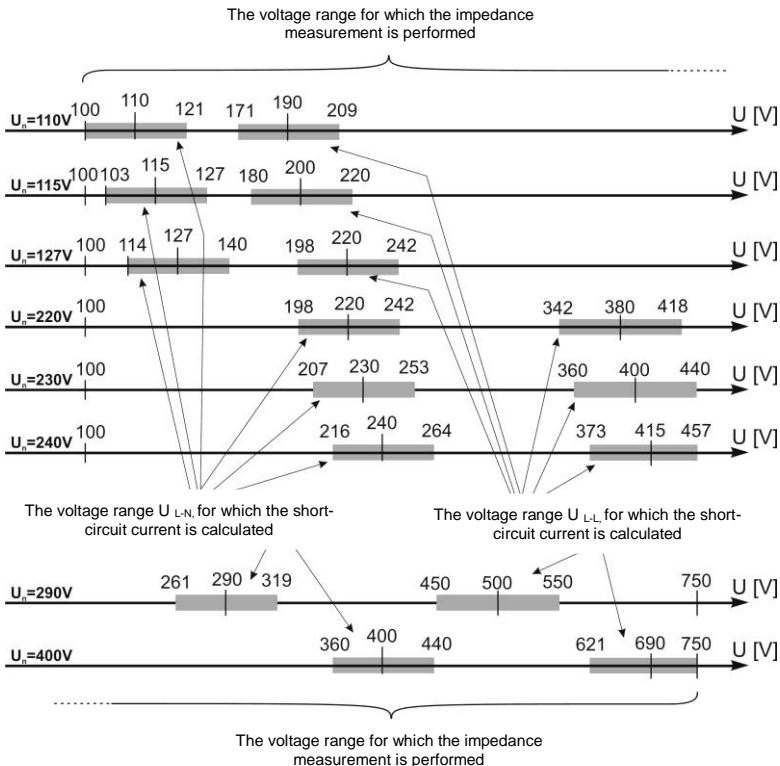 The voltage range for which the impedance
measurement is performed
Un=110V 100 110 121 171 190 209 U [V]
Un=115V 100 103 115 127 180 200 220 U [V]
Un=127V 100 114 127 140 198 220 242 U [V]
Un=220V 100 198 220 242 342 380 418 U [V]
Un=230V 100 207 230 253 360 400 440 U [V]
Un=240V 100 216 240 264 373 415 457 U [V]
The voltage range U L-N, for which the short-
circuit current is calculated
The voltage range U L-L, for which the short-
circuit current is calculated
Un=290V 261 290 319 450 500 550 750 U [V]
Un=400V 360 400 440 621 690 750 U [V]
The voltage range for which the impedance
measurement is performed